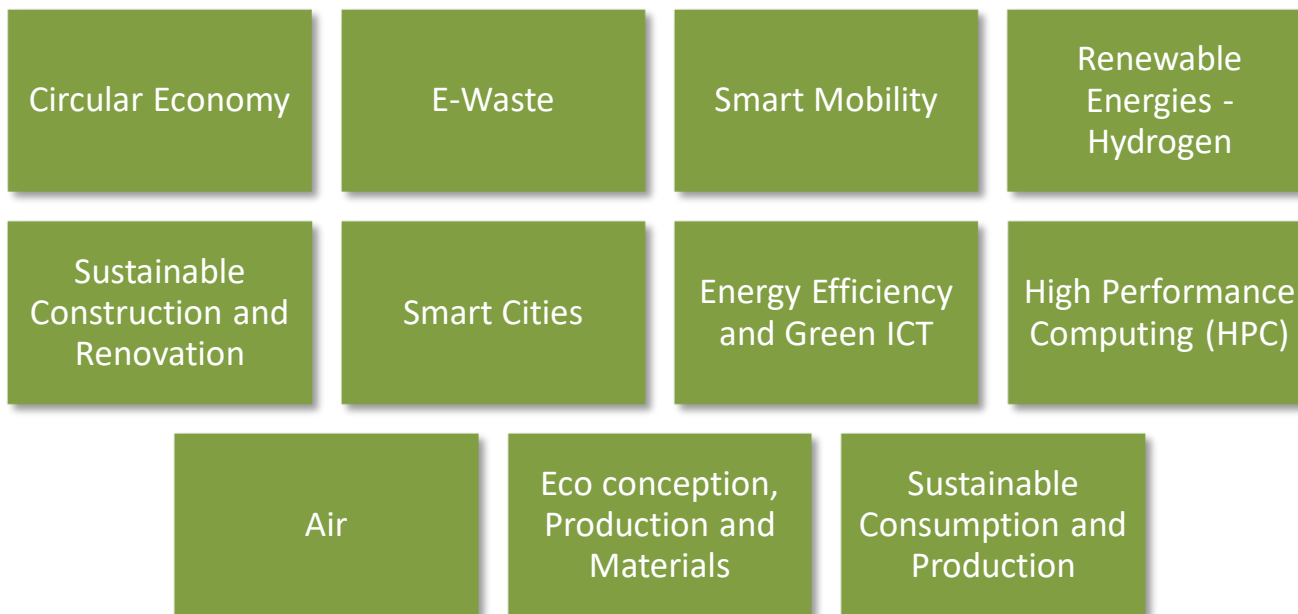 Circular Economy
E-Waste
Smart Mobility
Renewable
Energies -
Hydrogen
Sustainable
Construction and
Renovation
Smart Cities
Energy Efficiency
and Green ICT
High Performance
Computing (HPC)
Air
Eco conception,
Production and
Materials
Sustainable
Consumption and
Production